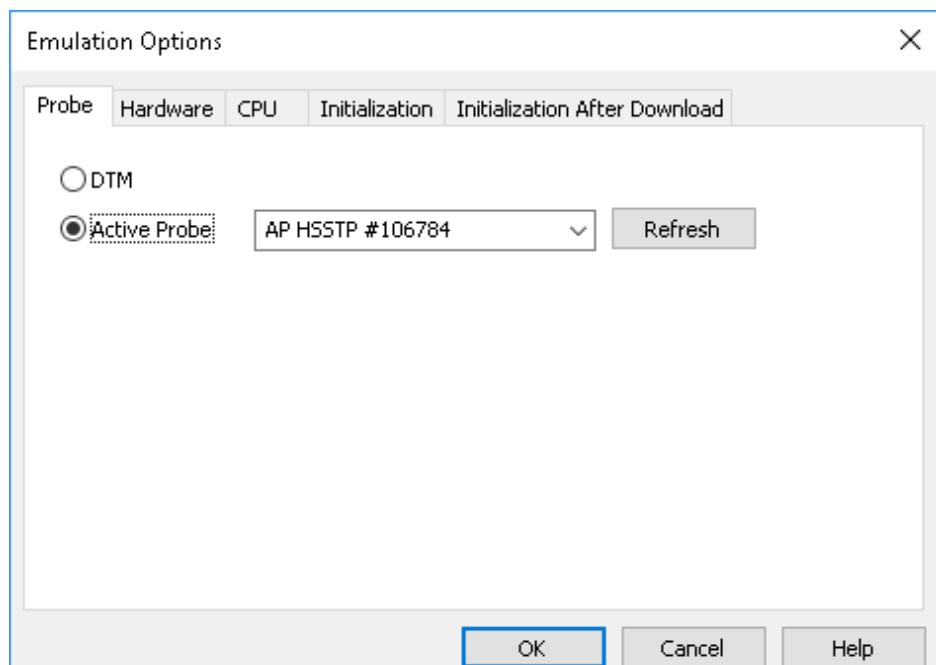 Emulation Options
Probe Hardware CPU Initialization Initialization After Download
DTM
Active Probe AP HSSTP #106784 Refresh
OK Cancel Help